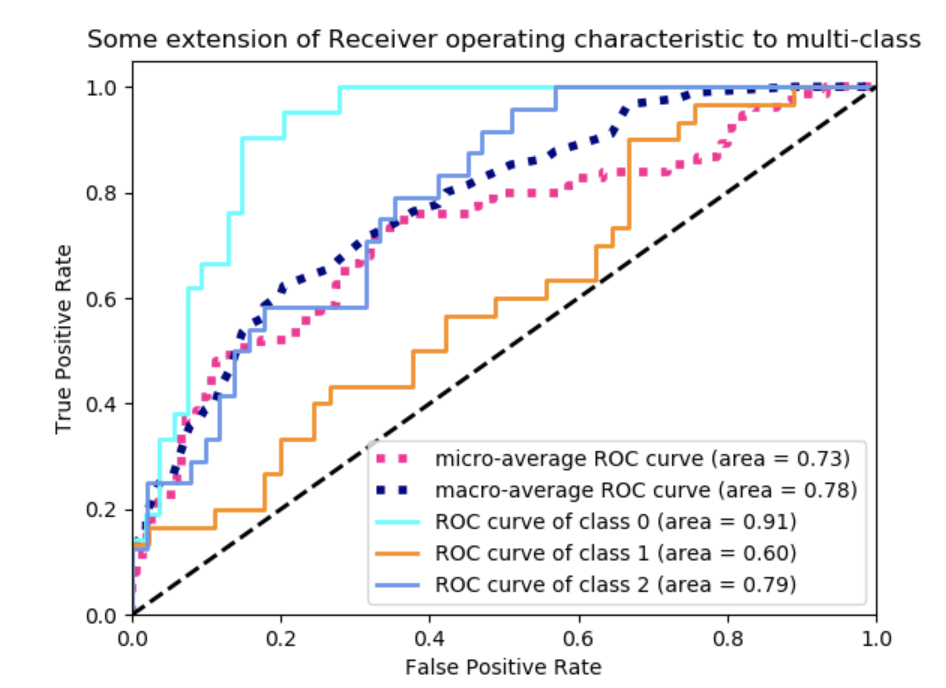 Some extension of Receiver operating characteristic to multi-class
1.0
0.8
0.6
0.4
0.2
0.0
True Positive Rate
micro-average ROC curve (area = 0.73)
macro-average ROC curve (area = 0.78)
ROC curve of class 0 (area = 0.91)
ROC curve of class 1 (area = 0.60)
ROC curve of class 2 (area = 0.79)
0.0 0.2 0.4 0.6 0.8 1.0
False Positive Rate